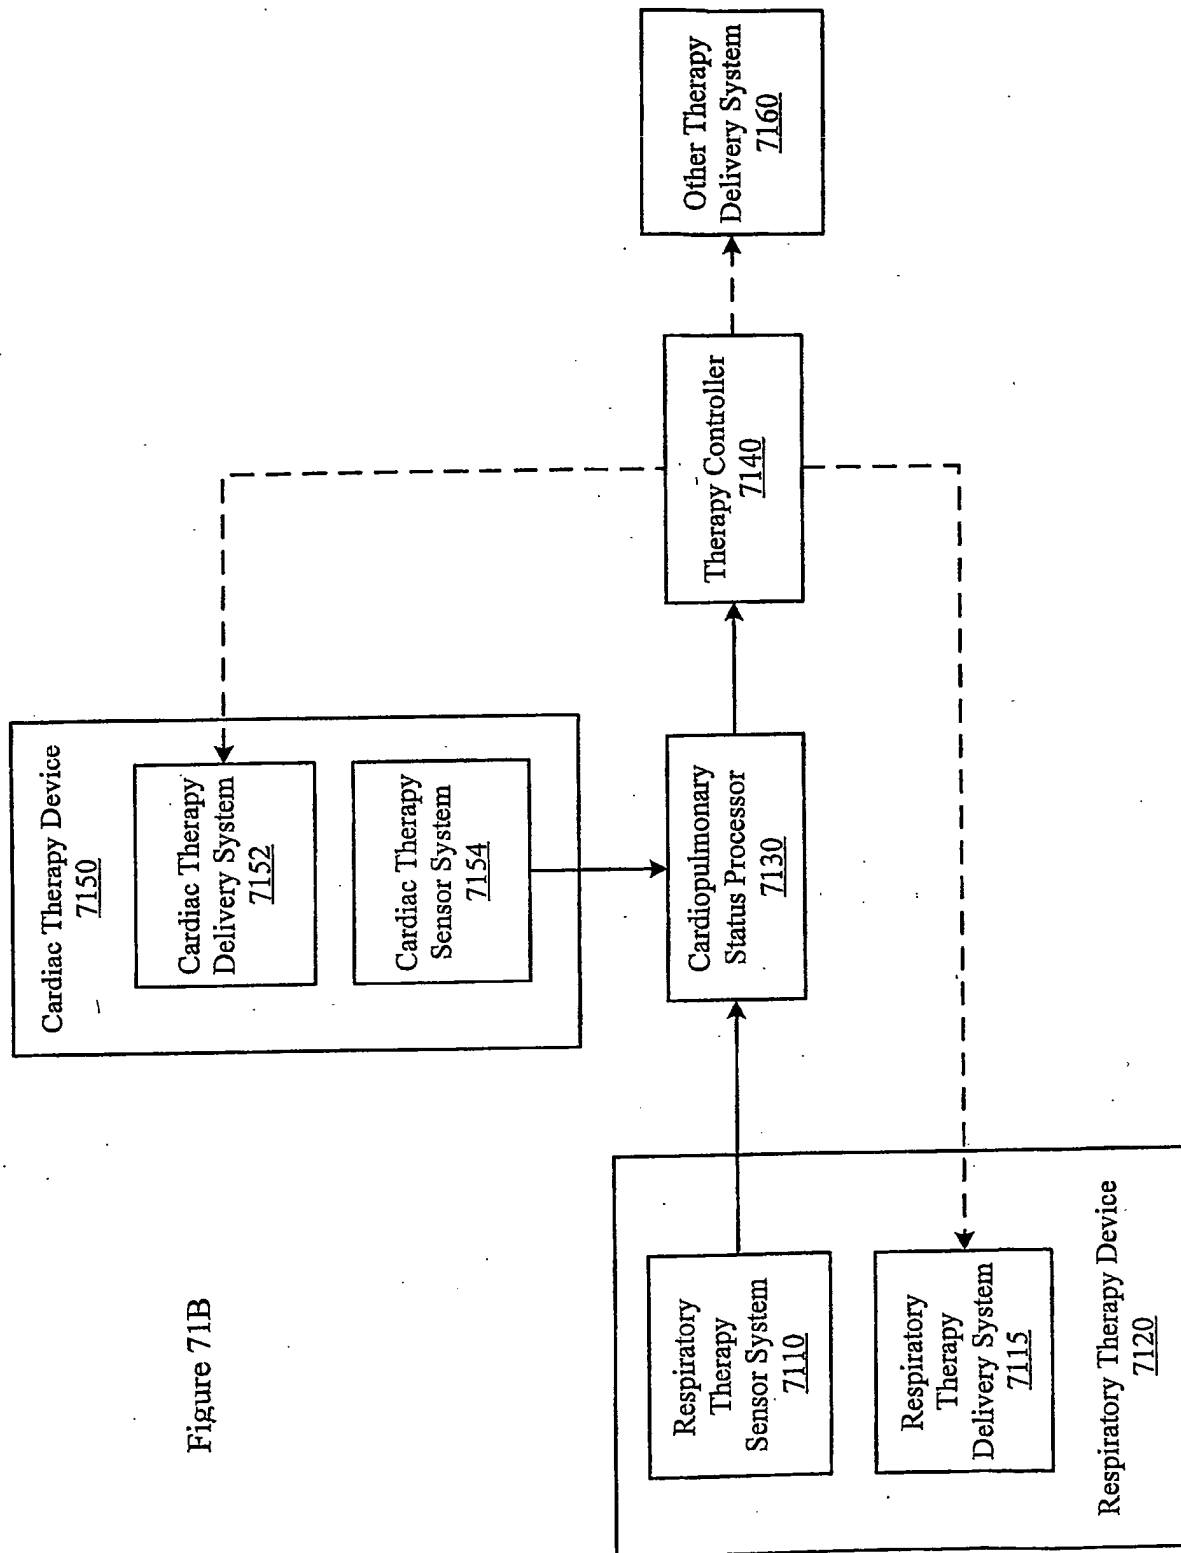 Figure 71B
Cardiac Therapy Device
7150
Cardiac Therapy
Delivery System
7152
Cardiac Therapy
Sensor System
7154
Respiratory
Therapy
Sensor System
7110
Cardiopulmonary
Status Processor
7130
Therapy Controller
7140
Other Therapy
Delivery System
7160
Respiratory
Therapy
Delivery System
7115
Respiratory Therapy Device
7120